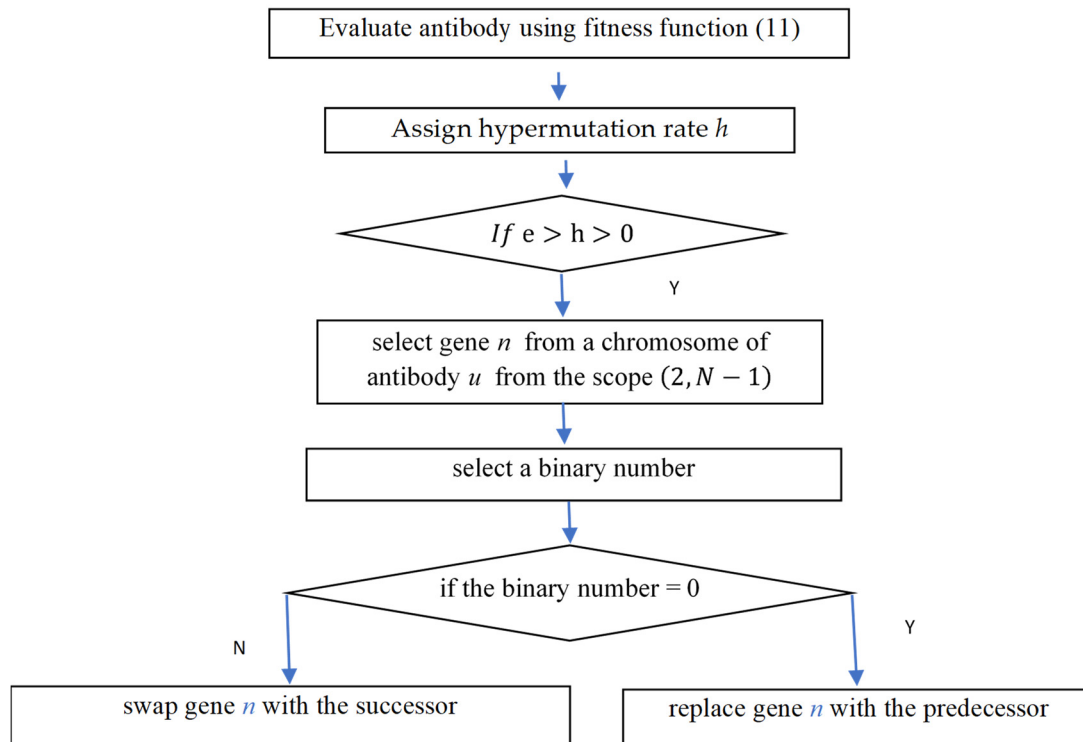 Evaluate antibody using fitness function (11)
Assign hypermutation rate h
If e > h > 0
Y
select gene n from a chromosome of
antibody u from the scope (2, N − 1)
select a binary number
if the binary number = 0
N
Y
swap gene n with the successor
replace gene n with the predecessor